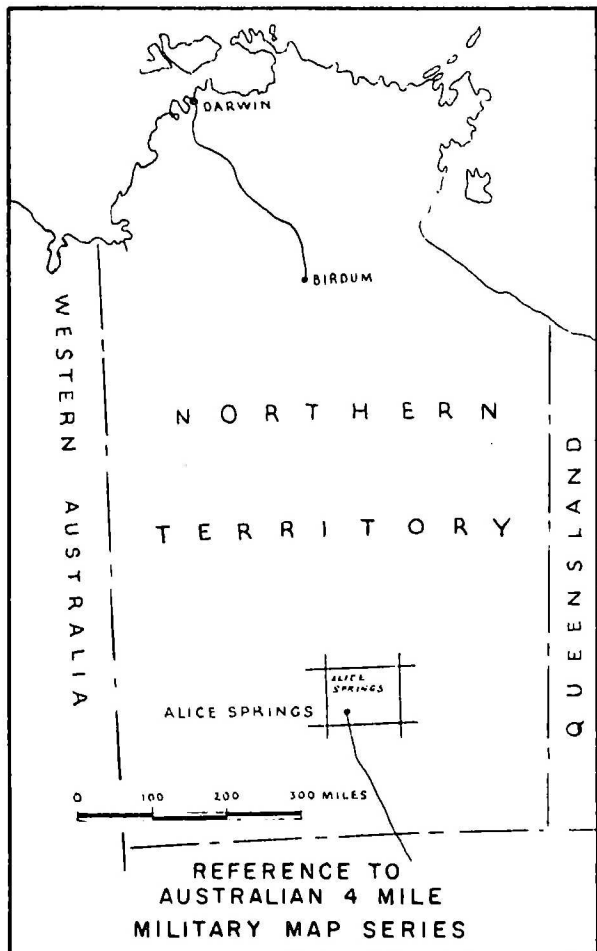 DARWIN
BIRDUM
WESTERN AUSTRALIA
NORTHERN
TERRITORY
QUEENSLAND
ALICE
SPRINGS
ALICE SPRINGS
0 100 200 300 MILES
REFERENCE TO
AUSTRALIAN 4 MILE
MILITARY MAP SERIES